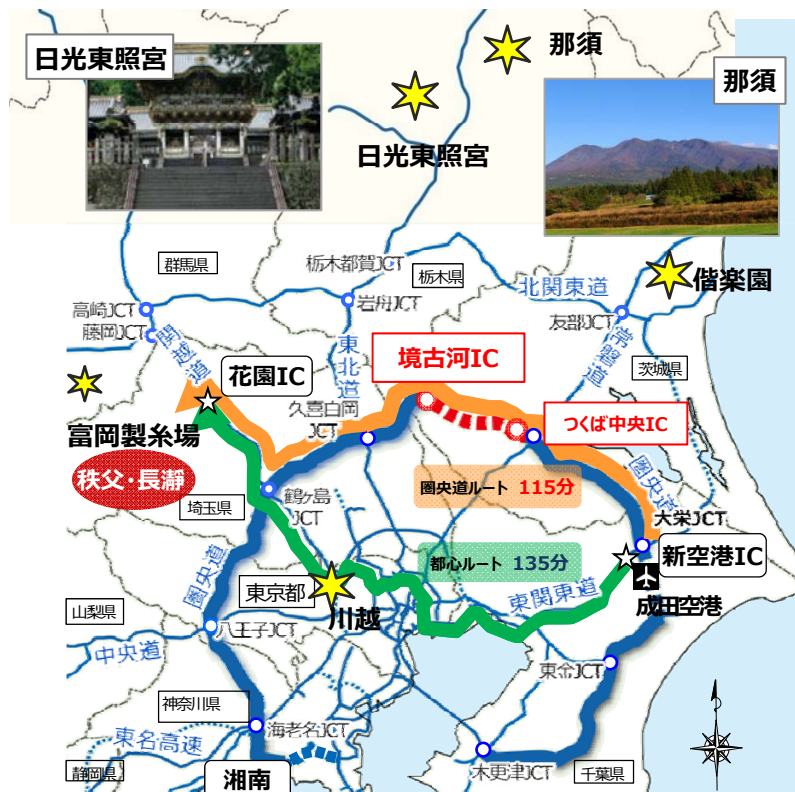 日光東照宮
那須
那須
日光東照宮
群馬県
栃木都賀JCT
栃木県
北関東道
偕楽園
高崎JCT
岩舟JCT
友部JCT
藤岡JCT
関越道
東北道
常磐道
茨城県
花園IC
境古河IC
久喜白岡
JCT
つくば中央IC
富岡製糸場
秩父・長瀞
圏央道ルート 115分
圏央道
鶴ヶ島
JCT
埼玉県
大栄JCT
都心ルート 135分
新空港IC
圏央道
東京都
川越
東関東道
成田空港
山梨県
八王子JCT
中央道
東金JCT
神奈川県
海老名JCT
東名高速
静岡県
湘南
木更津JCT
千葉県